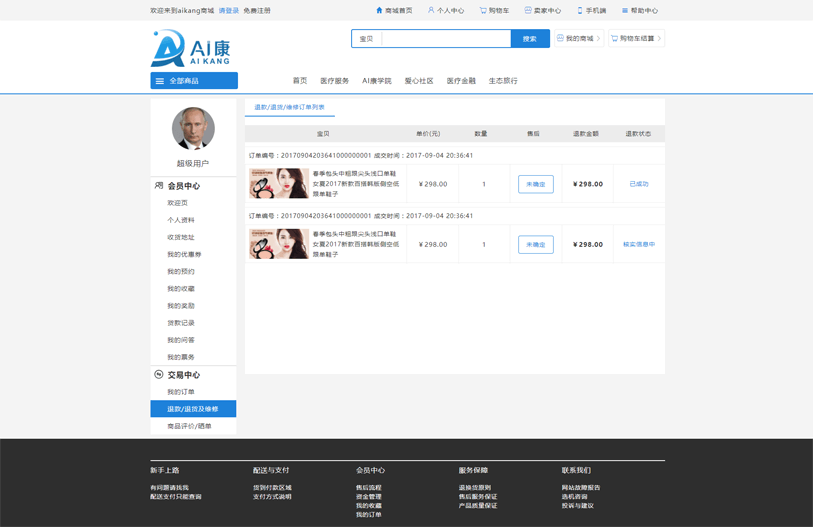 欢迎来到aikang商城 请登录 免费注册
商城首页 个人中心 购物车 卖家中心 手机端 帮助中心
AI康
AI KANG
宝贝 搜索 我的商城 购物车结算
全部商品 首页 医疗服务 AI康学院 爱心社区 医疗金融 生态旅行
退款/退货/维修订单列表
宝贝 单价(元) 数量 售后 退款金额 退款状态
订单编号：20170904203641000000001 成交时间：2017-09-04 20:36:41
春季包头中粗跟尖头浅口单鞋
女夏2017新款百搭韩版侧空低
跟单鞋子
¥298.00 1 未确定 ¥298.00 已成功
订单编号：20170904203641000000001 成交时间：2017-09-04 20:36:41
春季包头中粗跟尖头浅口单鞋
女夏2017新款百搭韩版侧空低
跟单鞋子
¥298.00 1 未确定 ¥298.00 核实信息中
超级用户
会员中心
欢迎页
个人资料
收货地址
我的优惠券
我的预约
我的收藏
我的奖励
贷款记录
我的问答
我的票务
交易中心
我的订单
退款/退货及维修
商品评价/晒单
新手上路 配送与支付 会员中心 服务保障 联系我们
有问题请找我 货到付款区域 售后流程 退换货原则 网站故障报告
配送支付只能查询 支付方式说明 资金管理 售后服务保证 选机咨询
我的收藏 产品质量保证 投诉与建议
我的订单